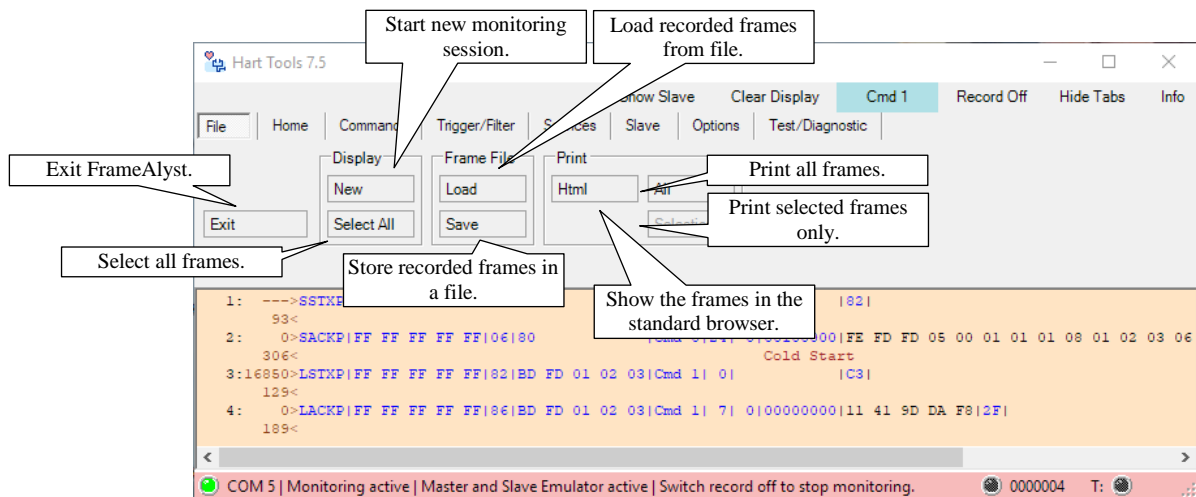 Start new monitoring
session.
Load recorded frames
from file.
Hart Tools 7.5
Show Slave Clear Display Cmd 1 Record Off Hide Tabs Info
File Home Command Trigger/Filter Services Slave Options Test/Diagnostic
Exit FrameAlyst.
Display Frame File Print
New Load Html All
Print all frames.
Exit Select All Save Selection
Print selected frames
only.
Select all frames.
Store recorded frames in
a file.
Show the frames in the
standard browser.
1: --->SSTXP |82|
93<
2: 0>SACKP|FF FF FF FF FF|06|80 |FE FD FD 05 00 01 01 01 08 01 02 03 06
306< Cold Start
3:16850>LSTXP|FF FF FF FF FF|82|BD FD 01 02 03|Cmd 1| 0| |C3|
129<
4: 0>LACKP|FF FF FF FF FF|86|BD FD 01 02 03|Cmd 1| 7| 0|00000000|11 41 9D DA F8|2F|
189<
COM 5 | Monitoring active | Master and Slave Emulator active | Switch record off to stop monitoring. 0000004 T: